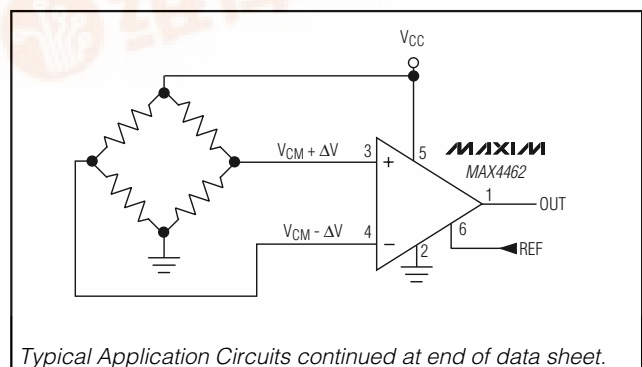 VCC
VCM + ΔV
3
+
5
MAXIM
MAX4462
1
OUT
VCM - ΔV
4
−
2
6
REF
Typical Application Circuits continued at end of data sheet.